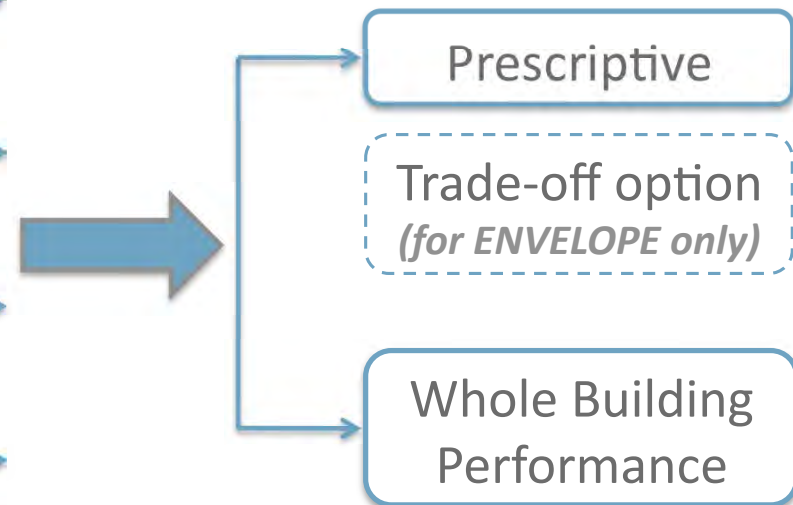 Prescriptive
Trade-off option
(for ENVELOPE only)
Whole Building
Performance